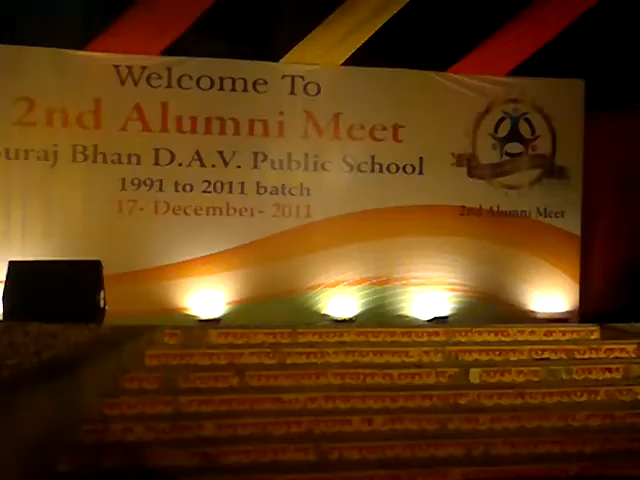 Welcome To
2nd Alumni Meet
uraj Bhan D.A.V. Public School
1991 to 2011 batch
17- December- 2011
2nd Alumni Meet